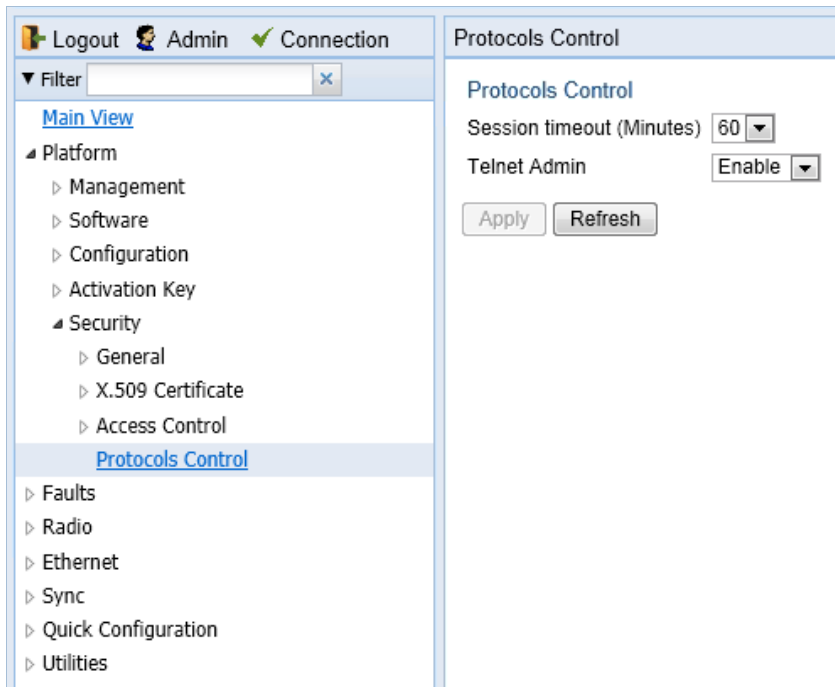 Logout Admin Connection
Filter
Main View
Platform
Management
Software
Configuration
Activation Key
Security
General
X.509 Certificate
Access Control
Protocols Control
Faults
Radio
Ethernet
Sync
Quick Configuration
Utilities
Protocols Control
Protocols Control
Session timeout (Minutes) 60
Telnet Admin Enable
Apply Refresh